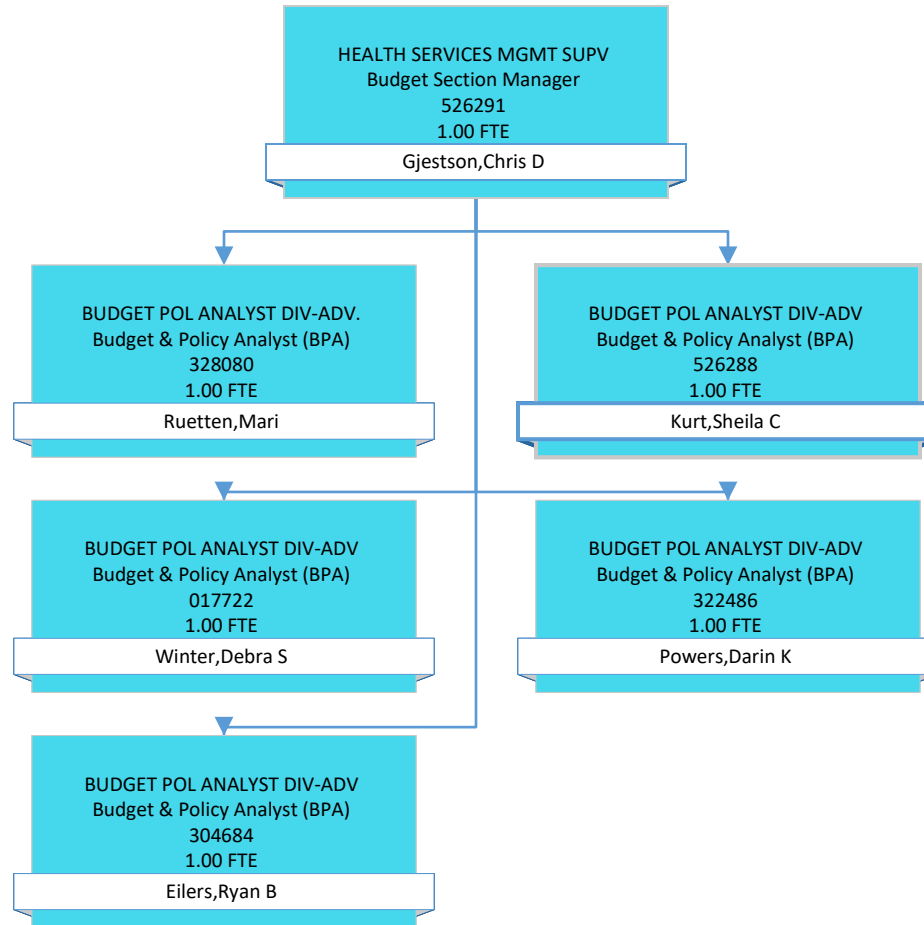 HEALTH SERVICES MGMT SUPV
Budget Section Manager
526291
1.00 FTE
Gjestson,Chris D
BUDGET POL ANALYST DIV-ADV.
Budget & Policy Analyst (BPA)
328080
1.00 FTE
Ruetten,Mari
BUDGET POL ANALYST DIV-ADV
Budget & Policy Analyst (BPA)
526288
1.00 FTE
Kurt,Sheila C
BUDGET POL ANALYST DIV-ADV
Budget & Policy Analyst (BPA)
017722
1.00 FTE
Winter,Debra S
BUDGET POL ANALYST DIV-ADV
Budget & Policy Analyst (BPA)
322486
1.00 FTE
Powers,Darin K
BUDGET POL ANALYST DIV-ADV
Budget & Policy Analyst (BPA)
304684
1.00 FTE
Eilers,Ryan B